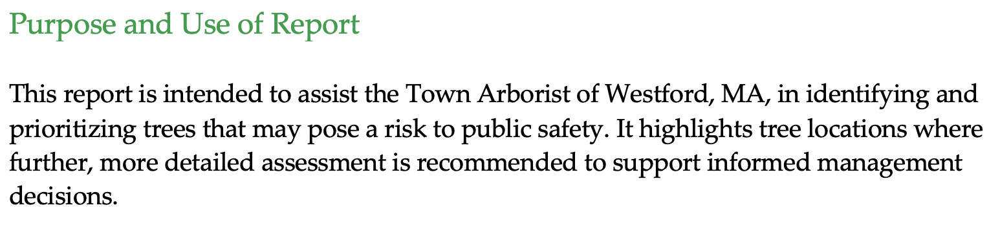 Purpose and Use of Report
This report is intended to assist the Town Arborist of Westford, MA, in identifying and
prioritizing trees that may pose a risk to public safety. It highlights tree locations where
further, more detailed assessment is recommended to support informed management
decisions.